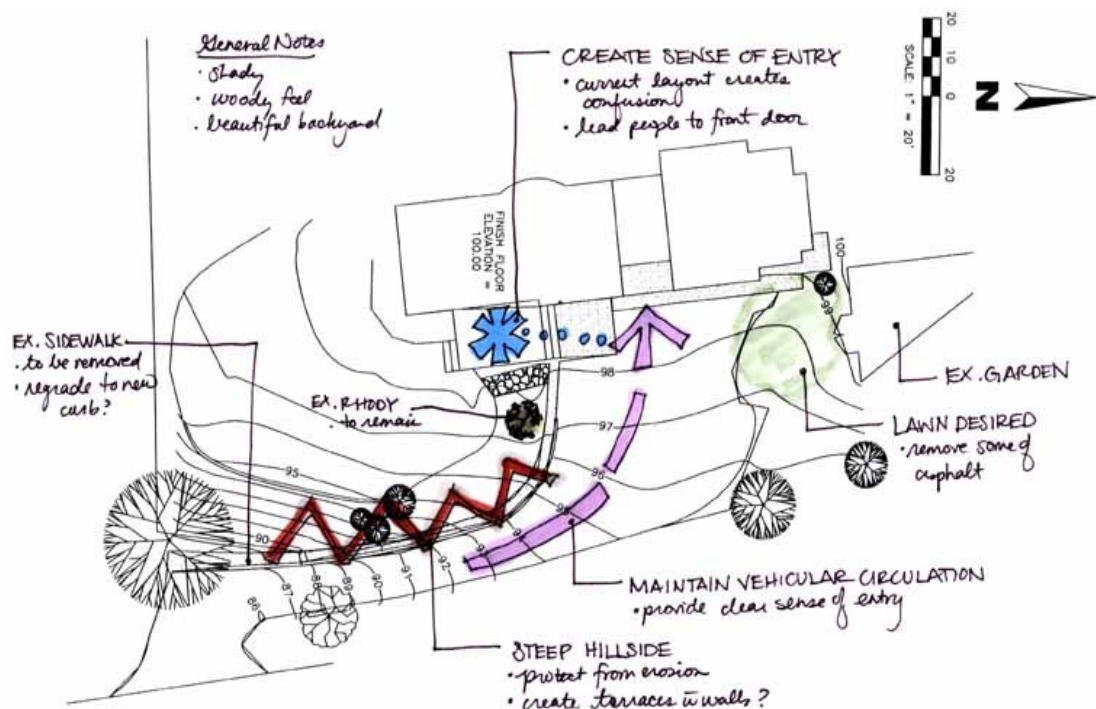 General Notes
· shady
· woody feel
· beautiful backyard
CREATE SENSE OF ENTRY
· current layout creates
confusion
· lead people to front door
20
10
0
20
SCALE: 1" = 20'
N
FINISH FLOOR
ELEVATION =
100.00
100
99
98
97
96
95
EX. SIDEWALK
· to be removed
· regrade to new
curb?
EX. RHODY
to remain
EX. GARDEN
LAWN DESIRED
· remove some of
asphalt
95
94
93
92
91
90
89
88
87
86
90
MAINTAIN VEHICULAR CIRCULATION
· provide clear sense of entry
STEEP HILLSIDE
· protect from erosion
· create terraces w walls?